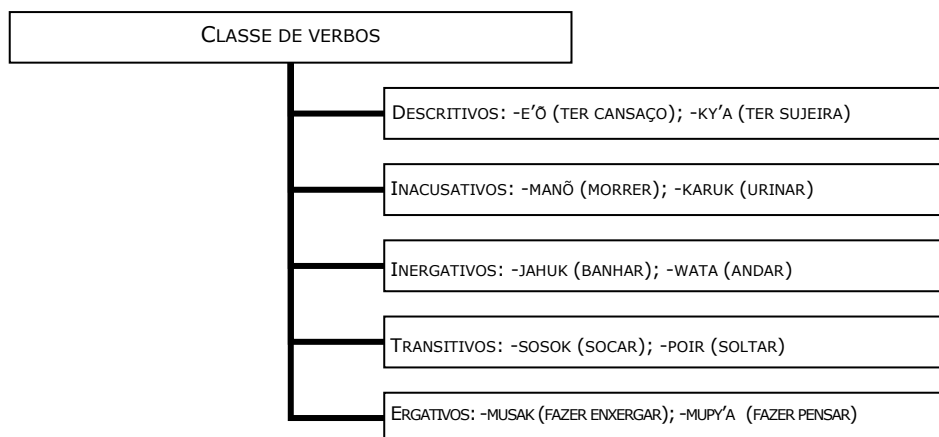 CLASSE DE VERBOS
DESCRITIVOS: -E'Õ (TER CANSAÇO); -KY'A (TER SUJEIRA)
INACUSATIVOS: -MANÕ (MORRER); -KARUK (URINAR)
INERGATIVOS: -JAHUK (BANHAR); -WATA (ANDAR)
TRANSITIVOS: -SOSOK (SOCAR); -POIR (SOLTAR)
ERGATIVOS: -MUSAK (FAZER ENXERGAR); -MUPY'A (FAZER PENSAR)